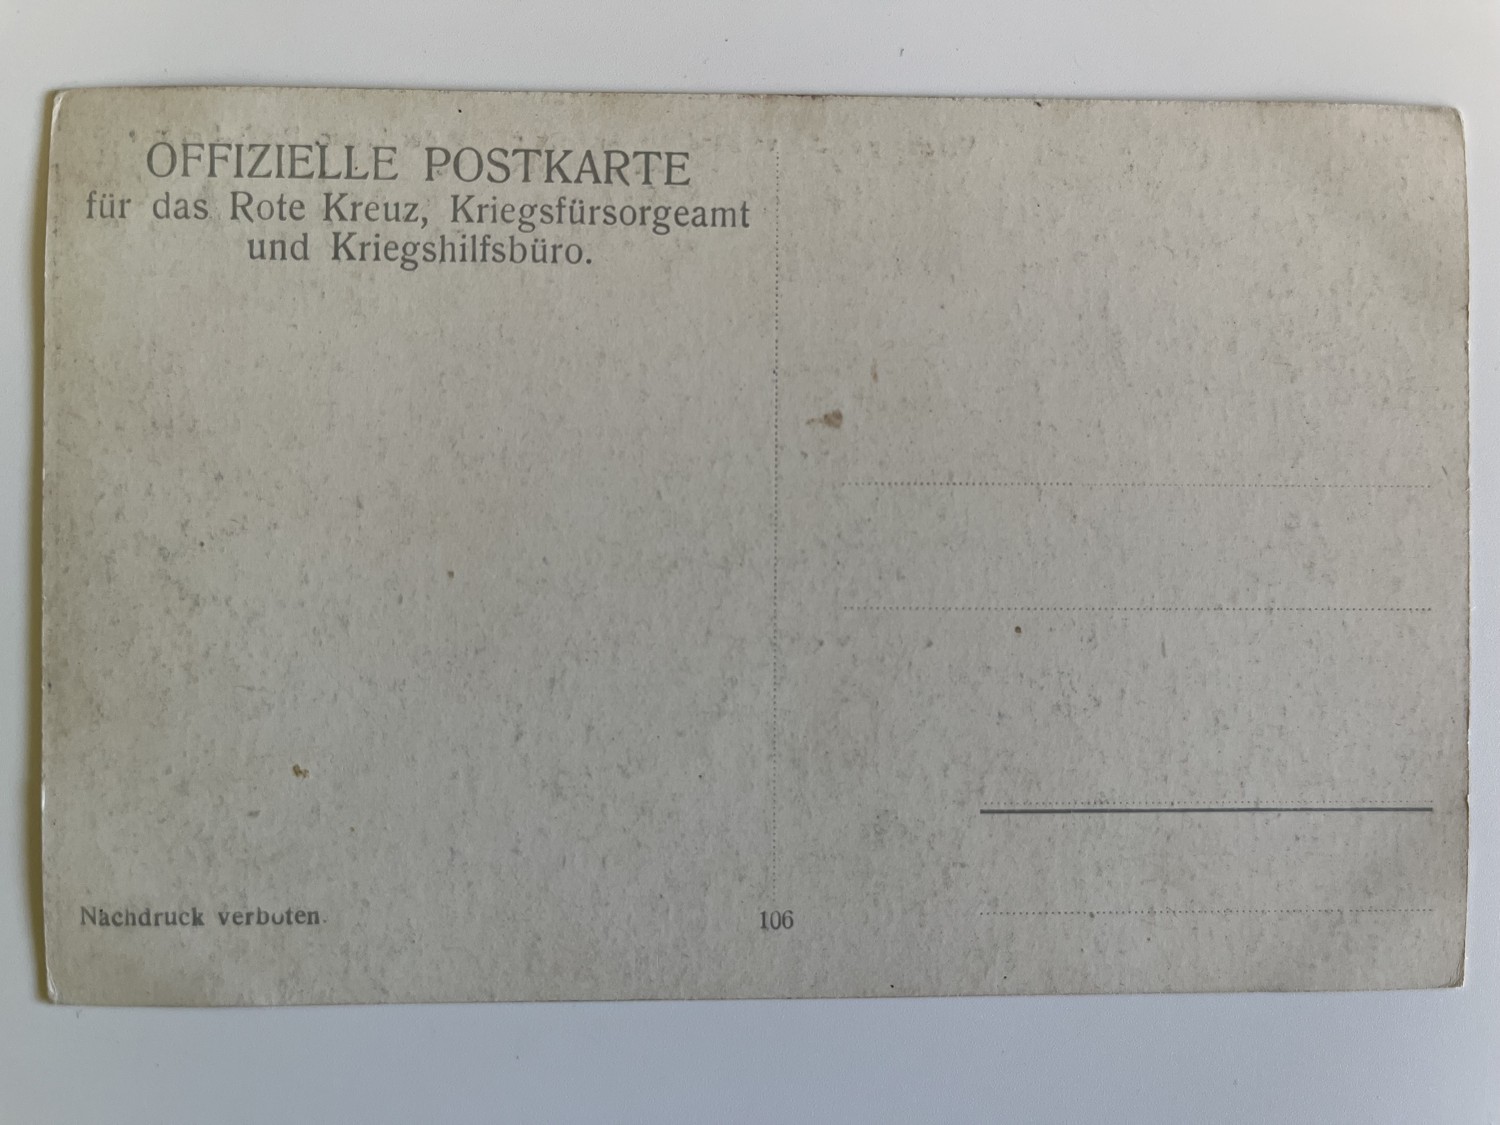 OFFIZIELLE POSTKARTE
für das Rote Kreuz, Kriegsfürsorgeamt
und Kriegshilfsbüro.
Nachdruck verboten.
106